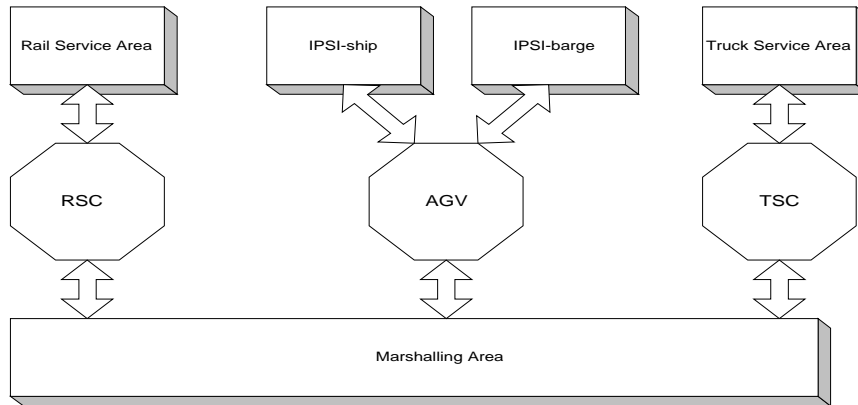 Rail Service Area
IPSI-ship
IPSI-barge
Truck Service Area
RSC
AGV
TSC
Marshalling Area